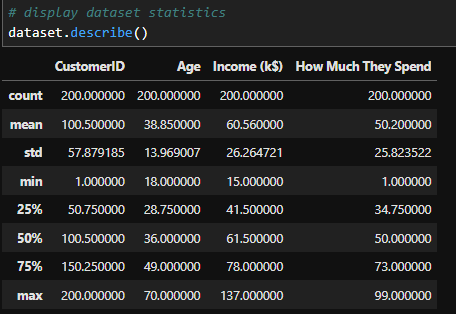 # display dataset statistics
dataset.describe()
CustomerID Age Income (k$) How Much They Spend
count 200.000000 200.000000 200.000000 200.000000
mean 100.500000 38.850000 60.560000 50.200000
std 57.879185 13.969007 26.264721 25.823522
min 1.000000 18.000000 15.000000 1.000000
25% 50.750000 28.750000 41.500000 34.750000
50% 100.500000 36.000000 61.500000 50.000000
75% 150.250000 49.000000 78.000000 73.000000
max 200.000000 70.000000 137.000000 99.000000